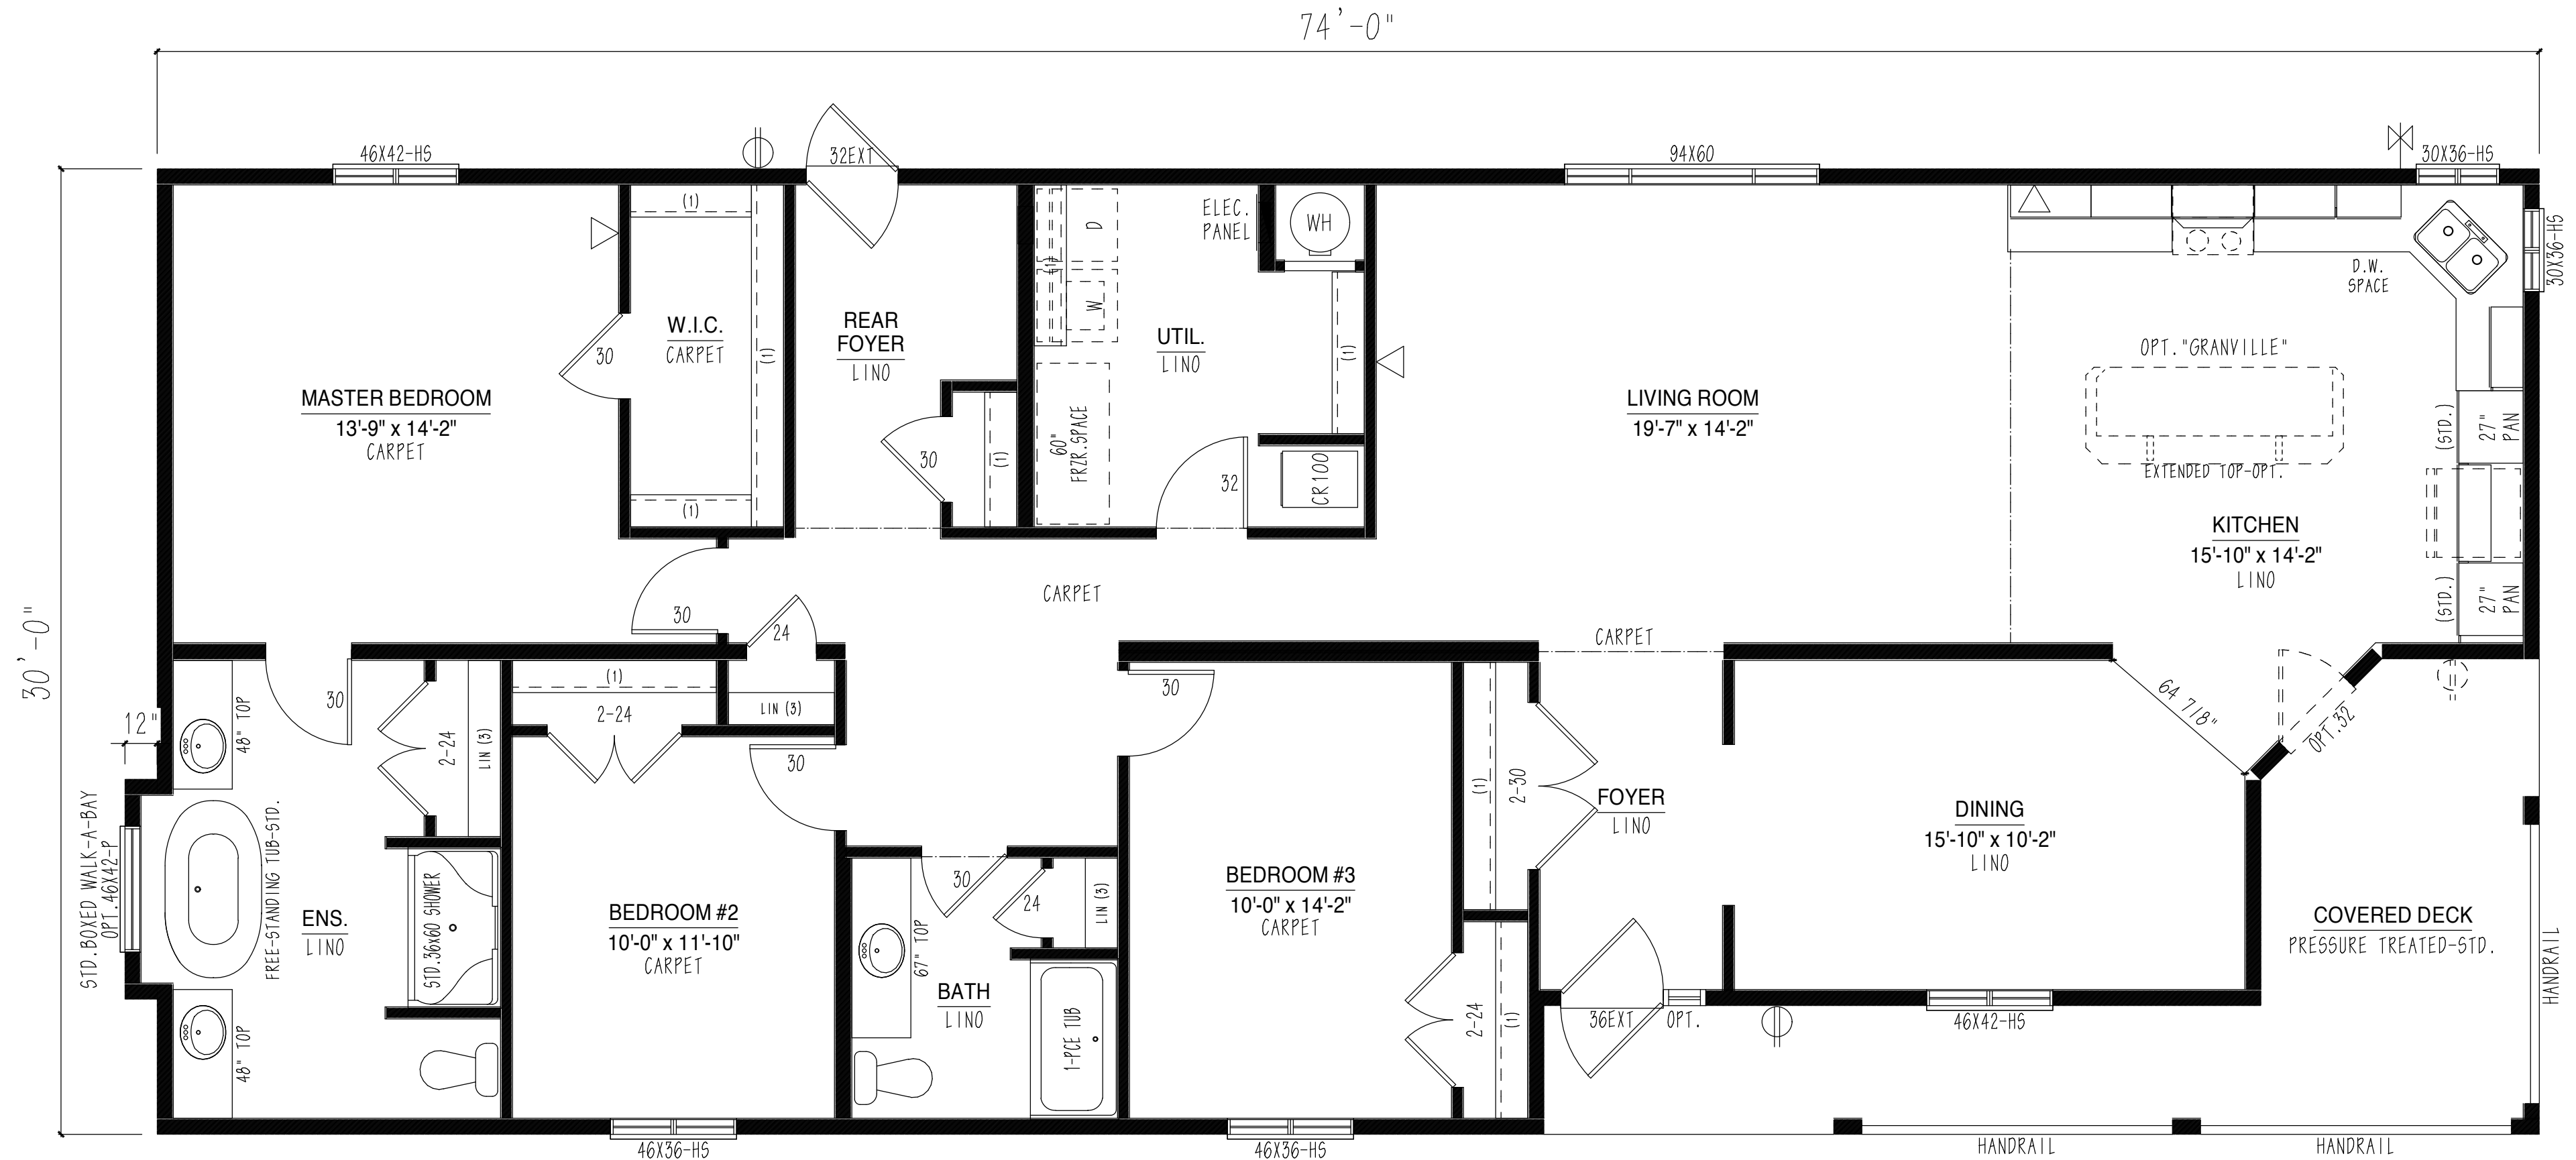 74'-0"
46X42-HS
32EXT
94X60
30X36-HS
(1)
D
ELEC.
PANEL
WH
30X36-HS
(1)
W
D.W.
SPACE
W.I.C.
CARPET
(1)
30
REAR
FOYER
LINO
UTIL.
LINO
(1)
OPT."GRANVILLE"
MASTER BEDROOM
13'-9" x 14'-2"
CARPET
LIVING ROOM
19'-7" x 14'-2"
60"
FRZR.SPACE
30
(1)
(STD.)
27"
PAN
EXTENDED TOP-OPT.
32
CR100
(1)
KITCHEN
15'-10" x 14'-2"
LINO
CARPET
(STD.)
27"
PAN
30
24
CARPET
30'-0"
30
(1)
30
LIN (3)
2-24
64 7/8"
OPT.32
12"
48" TOP
2-24
LIN (3)
30
(1)
2-30
FOYER
LINO
DINING
15'-10" x 10'-2"
LINO
STD.BOXED WALK-A-BAY
OPT.46X42-P
FREE-STANDING TUB-STD.
ENS.
LINO
STD.36x60 SHOWER
BEDROOM #2
10'-0" x 11'-10"
CARPET
30
24
LIN (3)
67" TOP
BATH
LINO
1-PCE TUB
BEDROOM #3
10'-0" x 14'-2"
CARPET
COVERED DECK
PRESSURE TREATED-STD.
HANDRAIL
48" TOP
2-24
(1)
36EXT
OPT.
46X42-HS
46X36-HS
46X36-HS
HANDRAIL
HANDRAIL